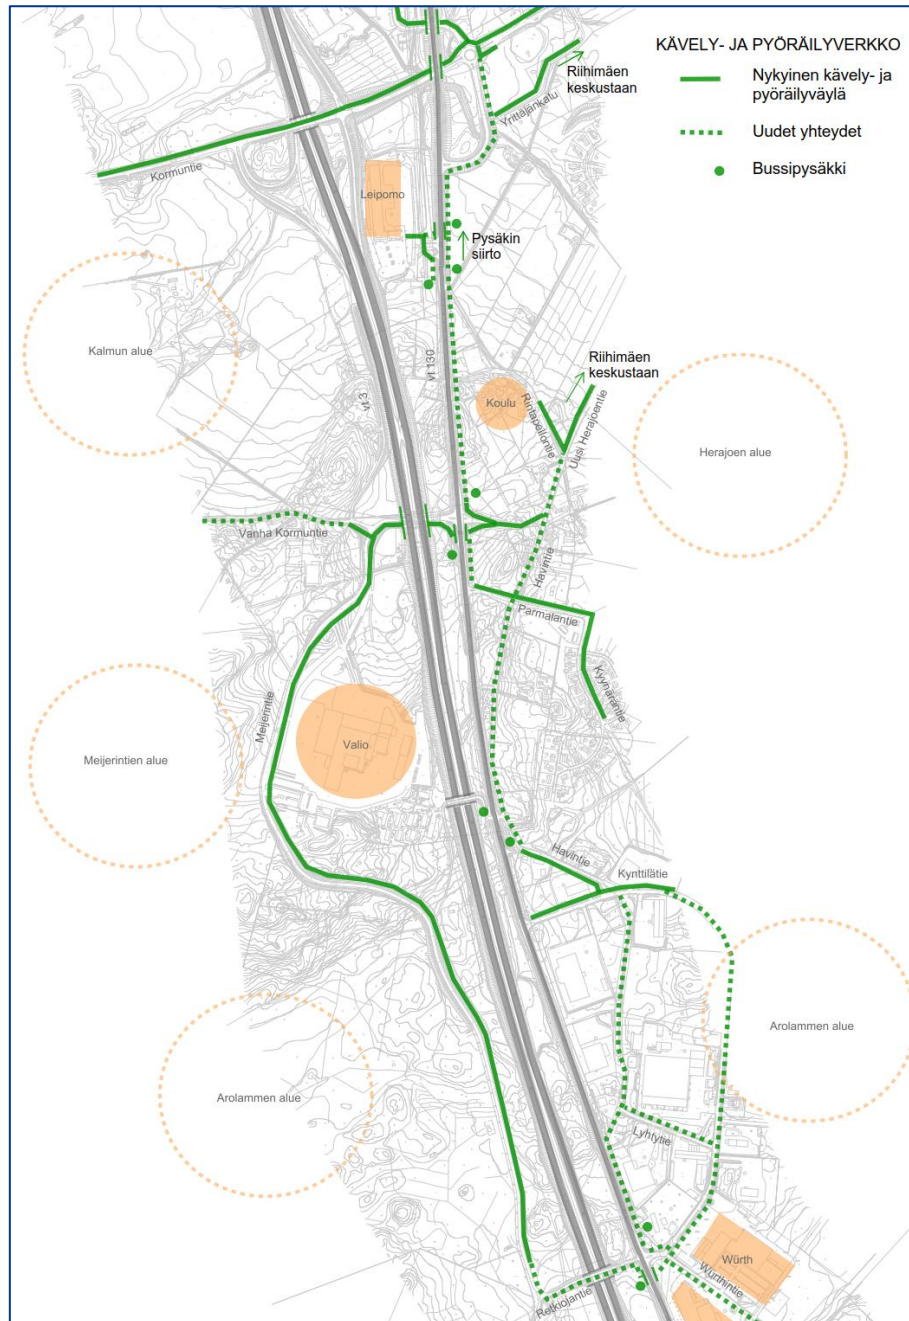 KÄVELY- JA PYÖRÄILYVERKKO
Nykyinen kävely- ja
pyöräilyväylä
Uudet yhteydet
Bussipysäkki
Riihimäen
keskustaan
Yrittäjänkatu
Kormuntie
Leipomo
Pysäkin
siirto
Kalmun alue
vt 3
vt 130
Koulu
Riihimäen
keskustaan
Rintapellontie
Uusi Herajoentie
Herajoen alue
Vanha Kormuntie
Havintie
Parmalantie
Kyynäräntie
Meijerintie
Valio
Meijerintien alue
Havintie
Kynttilätie
Arolammen alue
Arolammen alue
Lyhtytie
Würth
Würthintie
Retkiojantie